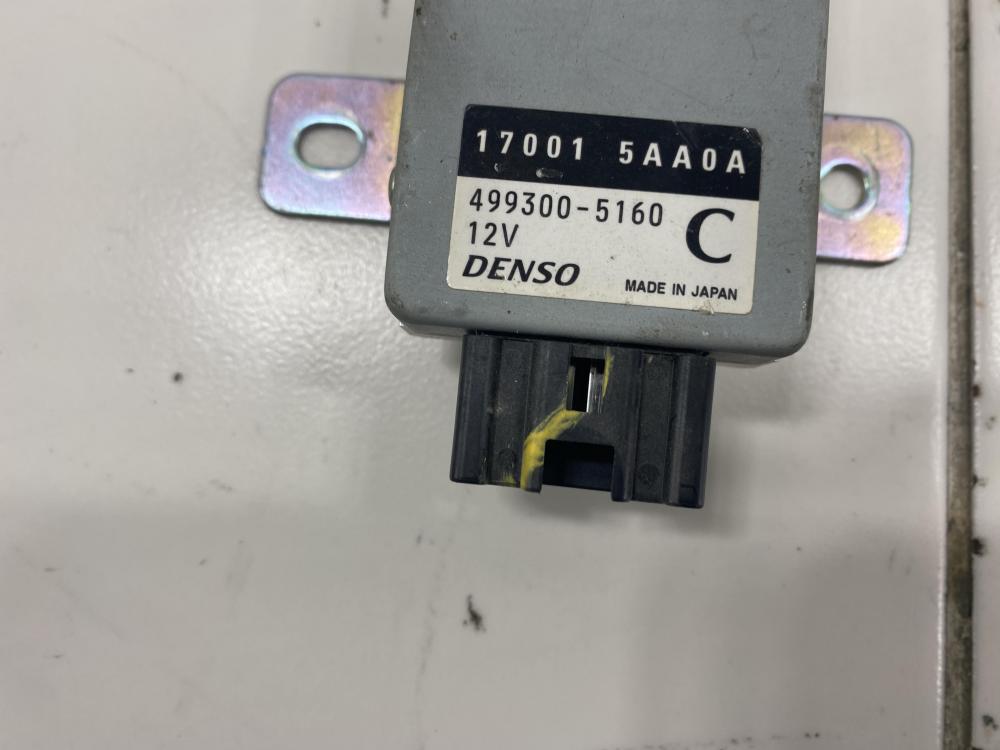 17001 5AA0A
499300-5160
12V
C
DENSO
MADE IN JAPAN